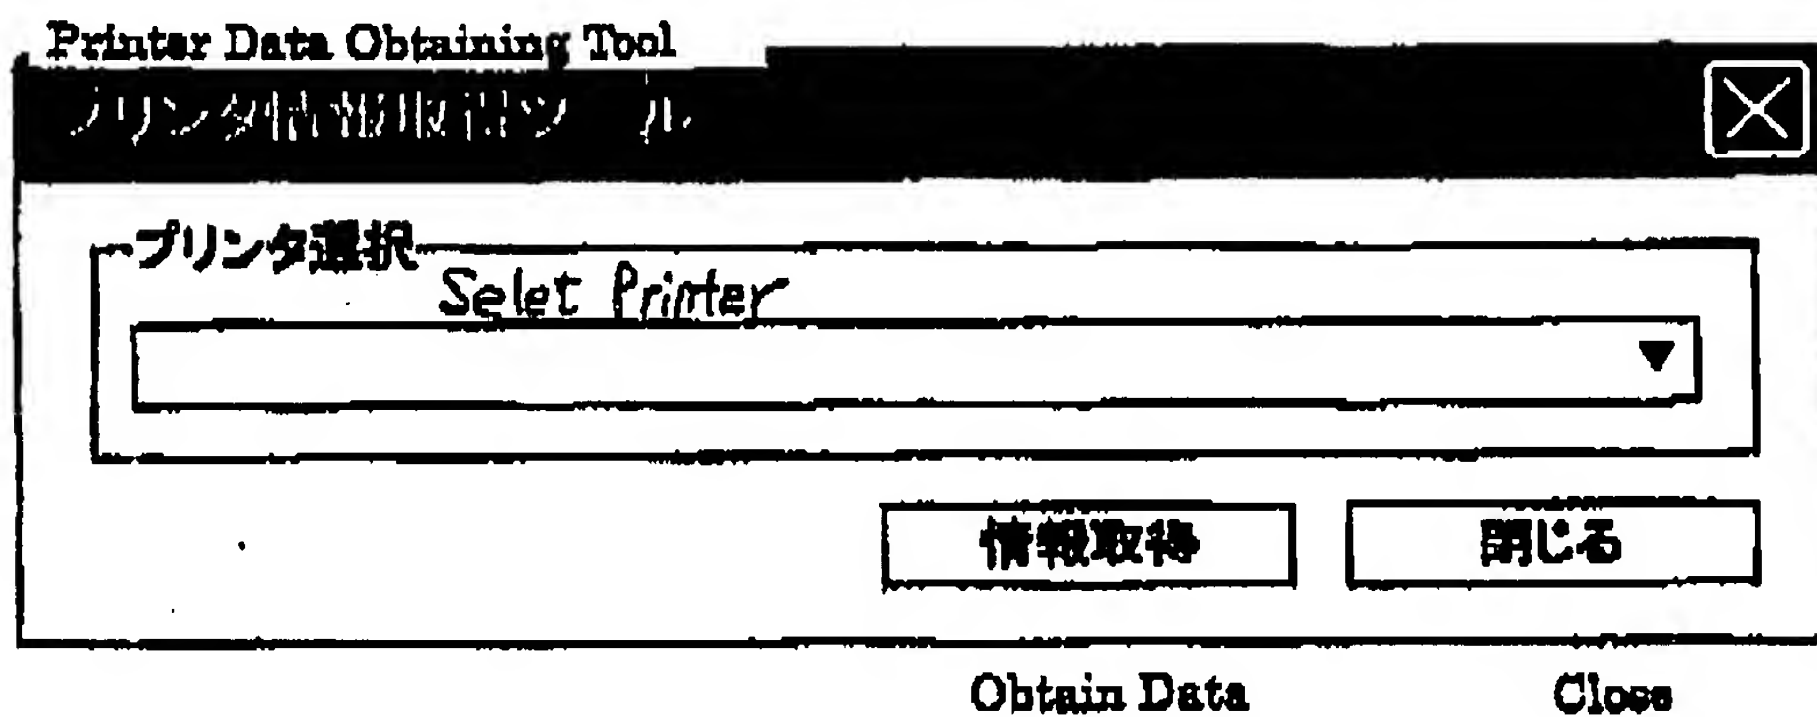 Printer Data Obtaining Tool
プリンタ情報取得ツール
プリンタ選択
Selet Printer
情報取得
閉じる
Obtain Data
Close